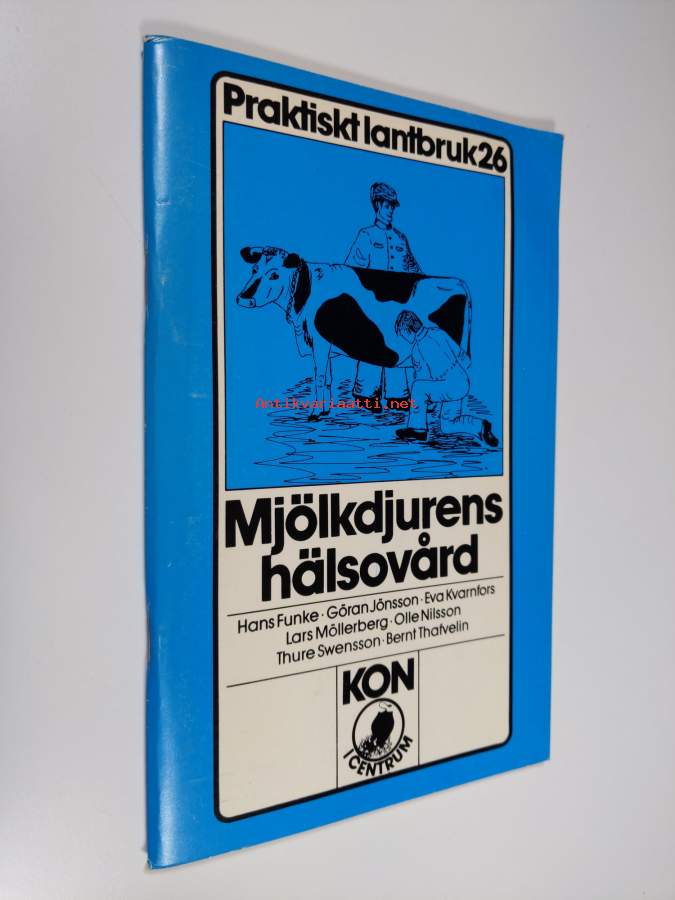 Praktiskt lantbruk 26
Antikvariaatti.net
Mjölkdjurens
hälsovård
Hans Funke · Göran Jönsson · Eva Kvarnfors
Lars Möllerberg · Olle Nilsson
Thure Swensson · Bernt Thafvelin
KON
I CENTRUM